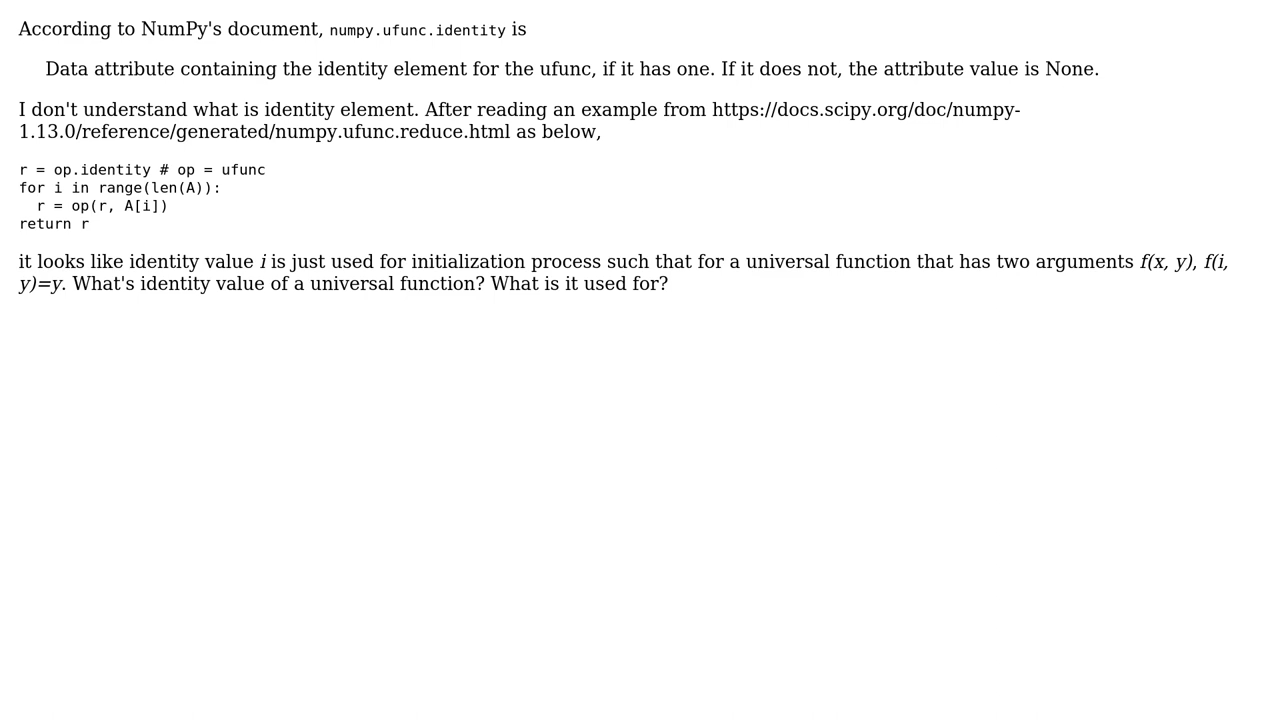 According to NumPy's document, numpy.ufunc.identity is
Data attribute containing the identity element for the ufunc, if it has one. If it does not, the attribute value is None.
I don't understand what is identity element. After reading an example from https://docs.scipy.org/doc/numpy-
1.13.0/reference/generated/numpy.ufunc.reduce.html as below,
r = op.identity # op = ufunc
for i in range(len(A)):
  r = op(r, A[i])
return r
it looks like identity value i is just used for initialization process such that for a universal function that has two arguments f(x, y), f(i,
y)=y. What's identity value of a universal function? What is it used for?